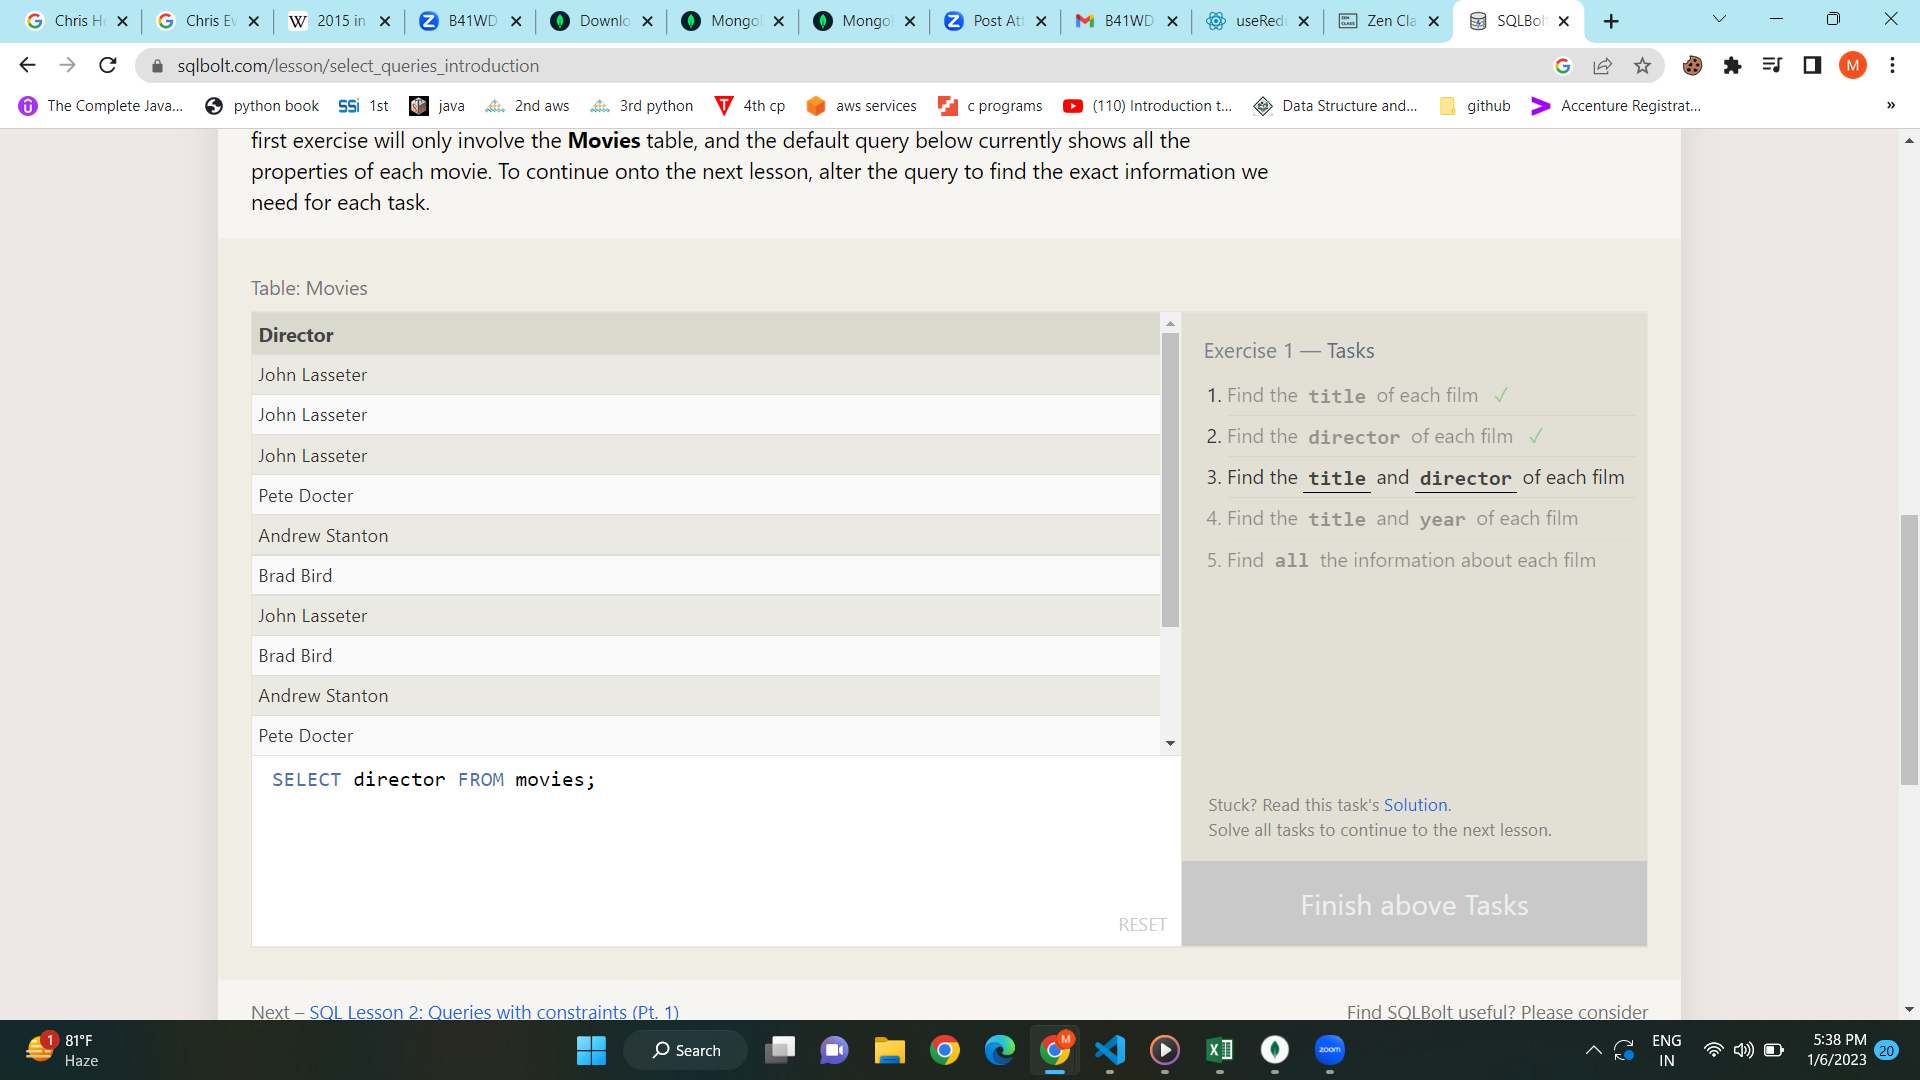 Chris He
Chris Ev
2015 in
B41WD
Downlo
Mongo
Mongo
Post Att
B41WD
useRed
Zen Cla
SQLBolt
sqlbolt.com/lesson/select_queries_introduction
M
The Complete Java...
python book
SSi 1st
java
2nd aws
3rd python
4th cp
aws services
c programs
(110) Introduction t...
Data Structure and...
github
Accenture Registrat...
»
first exercise will only involve the Movies table, and the default query below currently shows all the
properties of each movie. To continue onto the next lesson, alter the query to find the exact information we
need for each task.
Table: Movies
Director
John Lasseter
John Lasseter
John Lasseter
Pete Docter
Andrew Stanton
Brad Bird
John Lasseter
Brad Bird
Andrew Stanton
Pete Docter
SELECT director FROM movies;
RESET
Exercise 1 — Tasks
1. Find the title of each film ✓
2. Find the director of each film ✓
3. Find the title and director of each film
4. Find the title and year of each film
5. Find all the information about each film
Stuck? Read this task's Solution.
Solve all tasks to continue to the next lesson.
Finish above Tasks
Next – SQL Lesson 2: Queries with constraints (Pt. 1)
Find SQLBolt useful? Please consider
1
81°F
Haze
Search
M
zoom
ENG
IN
5:38 PM
1/6/2023
20